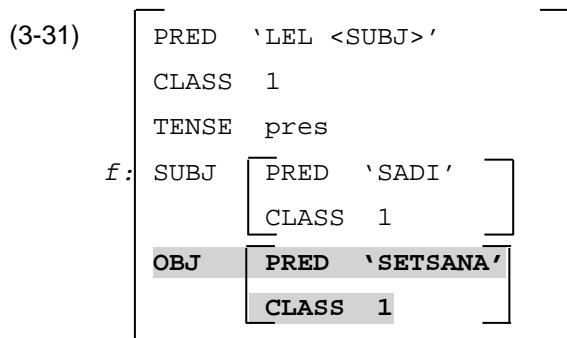 (3-31) PRED ‘LEL <SUBJ>’
CLASS 1
TENSE pres
f: SUBJ PRED ‘SADI’
CLASS 1
OBJ PRED ‘SETSANA’
CLASS 1